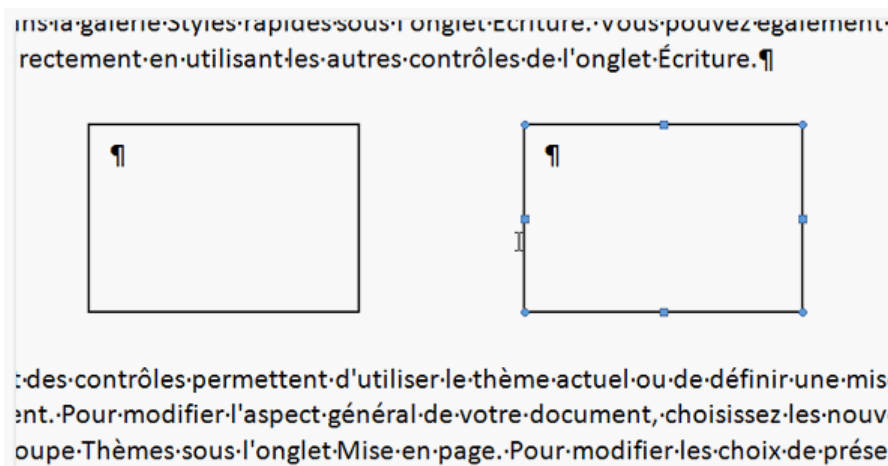 ins·la·galerie·Styles·rapides·sous·l'onglet·Écriture.·Vous·pouvez·également·
rectement·en·utilisant·les·autres·contrôles·de·l'onglet·Écriture.¶
¶ ¶
t·des·contrôles·permettent·d'utiliser·le·thème·actuel·ou·de·définir·une·mis
ent.·Pour·modifier·l'aspect·général·de·votre·document,·choisissez·les·nouv
oupe·Thèmes·sous·l'onglet·Mise·en·page.·Pour·modifier·les·choix·de·prése